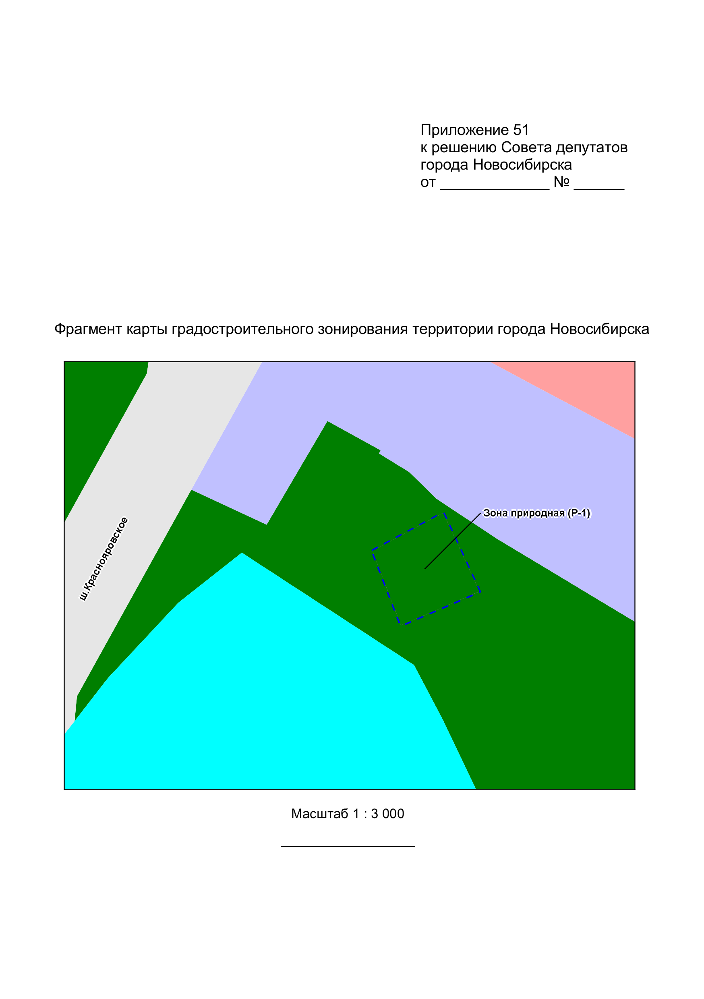 Приложение 51
к решению Совета депутатов
города Новосибирска
от _____________ № ______
Фрагмент карты градостроительного зонирования территории города Новосибирска
Зона природная (Р-1)
ш.Краснояровское
Масштаб 1 : 3 000